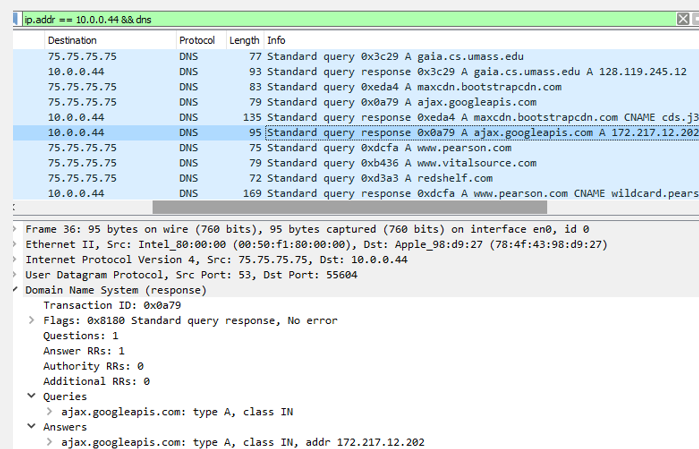 ip.addr == 10.0.0.44 && dns
Destination Protocol Length Info
75.75.75.75 DNS 77 Standard query 0x3c29 A gaia.cs.umass.edu
10.0.0.44 DNS 93 Standard query response 0x3c29 A gaia.cs.umass.edu A 128.119.245.12
75.75.75.75 DNS 83 Standard query 0xeda4 A maxcdn.bootstrapcdn.com
75.75.75.75 DNS 79 Standard query 0x0a79 A ajax.googleapis.com
10.0.0.44 DNS 135 Standard query response 0xeda4 A maxcdn.bootstrapcdn.com CNAME cds.j3
10.0.0.44 DNS 95 Standard query response 0x0a79 A ajax.googleapis.com A 172.217.12.202
75.75.75.75 DNS 75 Standard query 0xdcfa A www.pearson.com
75.75.75.75 DNS 79 Standard query 0xb436 A www.vitalsource.com
75.75.75.75 DNS 72 Standard query 0xd3a3 A redshelf.com
10.0.0.44 DNS 169 Standard query response 0xdcfa A www.pearson.com CNAME wildcard.pears
Frame 36: 95 bytes on wire (760 bits), 95 bytes captured (760 bits) on interface en0, id 0
Ethernet II, Src: Intel_80:00:00 (00:50:f1:80:00:00), Dst: Apple_98:d9:27 (78:4f:43:98:d9:27)
Internet Protocol Version 4, Src: 75.75.75.75, Dst: 10.0.0.44
User Datagram Protocol, Src Port: 53, Dst Port: 55604
Domain Name System (response)
Transaction ID: 0x0a79
Flags: 0x8180 Standard query response, No error
Questions: 1
Answer RRs: 1
Authority RRs: 0
Additional RRs: 0
Queries
ajax.googleapis.com: type A, class IN
Answers
ajax.googleapis.com: type A, class IN, addr 172.217.12.202